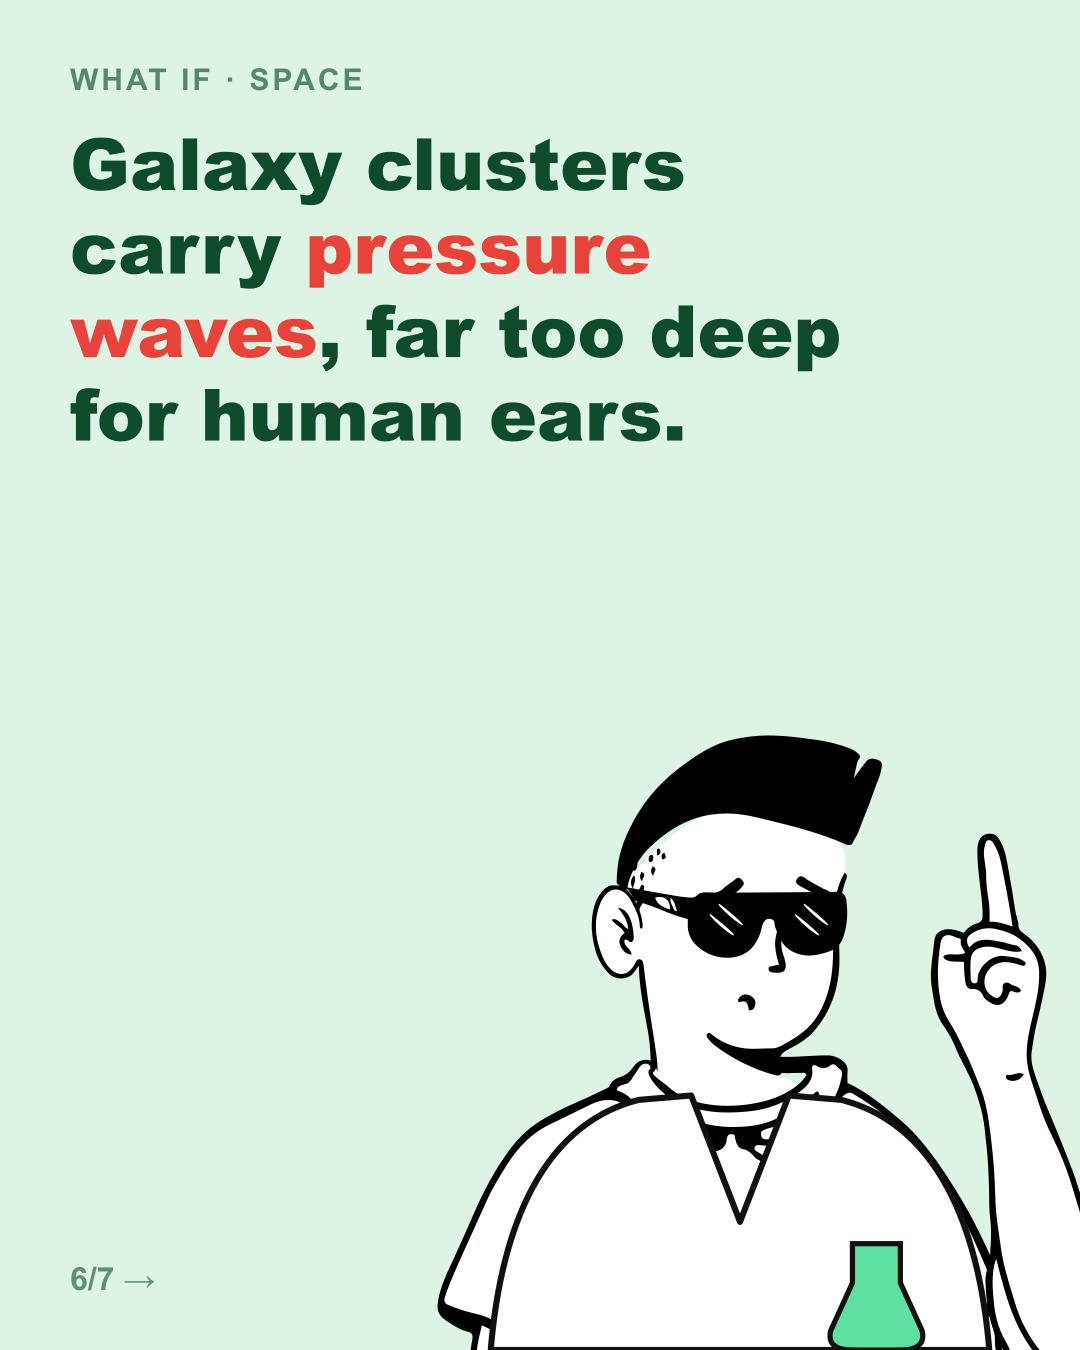 WHAT IF · SPACE
Galaxy clusters
carry pressure
waves, far too deep
for human ears.
6/7 →